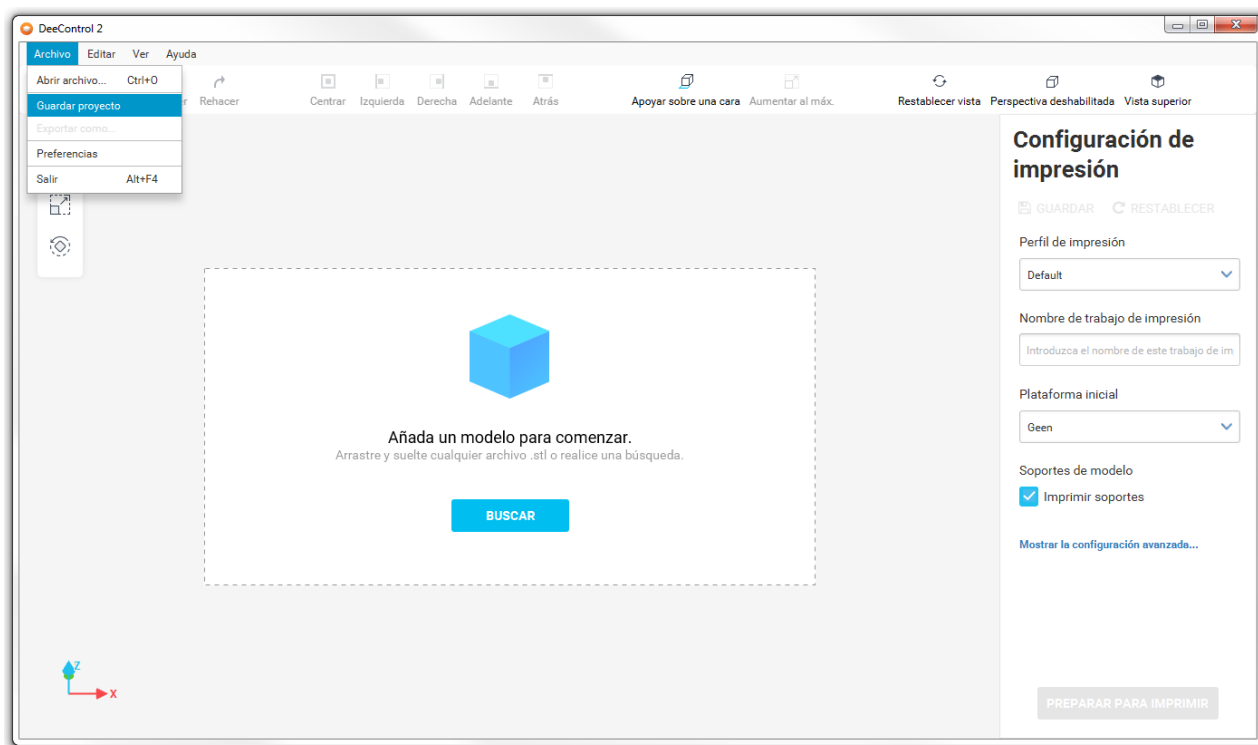 DeeControl 2
Archivo Editar Ver Ayuda
Abrir archivo... Ctrl+O
Guardar proyecto
Exportar como...
Preferencias
Salir Alt+F4
Rehacer
Centrar Izquierda Derecha Adelante Atrás
Apoyar sobre una cara Aumentar al máx.
Restablecer vista Perspectiva deshabilitada Vista superior
Añada un modelo para comenzar.
Arrastre y suelte cualquier archivo .stl o realice una búsqueda.
BUSCAR
Z
X
Configuración de
impresión
GUARDAR RESTABLECER
Perfil de impresión
Default
Nombre de trabajo de impresión
Introduzca el nombre de este trabajo de im
Plataforma inicial
Geen
Soportes de modelo
Imprimir soportes
Mostrar la configuración avanzada...
PREPARAR PARA IMPRIMIR